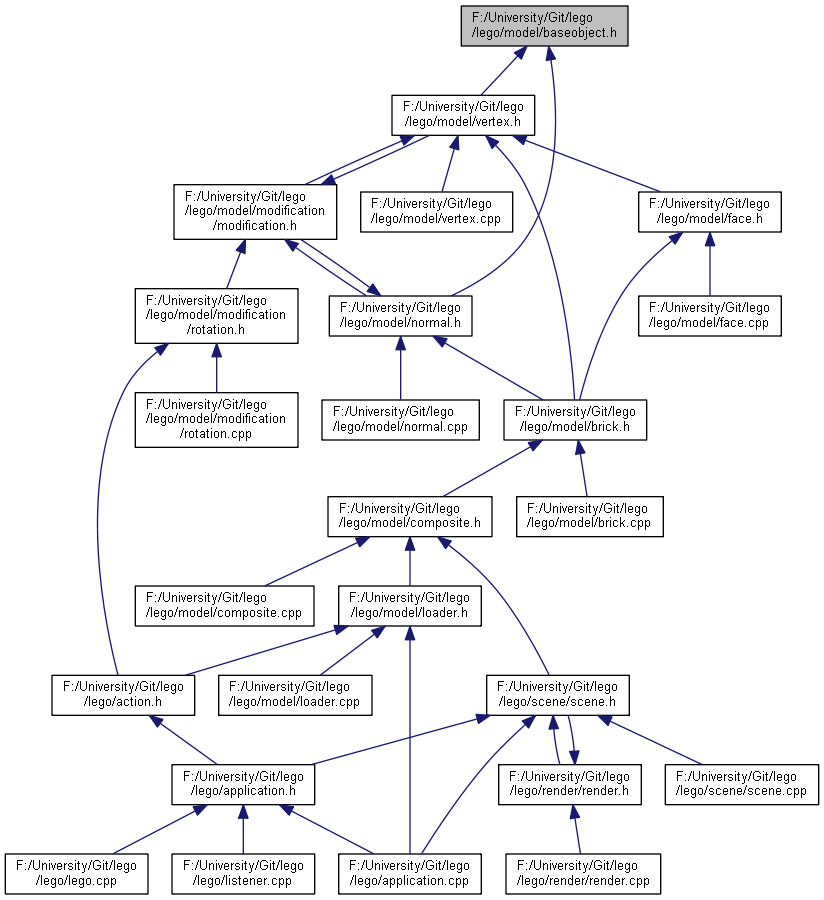 F:/University/Git/lego
/lego/model/baseobject.h
F:/University/Git/lego
/lego/model/vertex.h
F:/University/Git/lego
/lego/model/modification
/modification.h
F:/University/Git/lego
/lego/model/vertex.cpp
F:/University/Git/lego
/lego/model/face.h
F:/University/Git/lego
/lego/model/modification
/rotation.h
F:/University/Git/lego
/lego/model/normal.h
F:/University/Git/lego
/lego/model/face.cpp
F:/University/Git/lego
/lego/model/modification
/rotation.cpp
F:/University/Git/lego
/lego/model/normal.cpp
F:/University/Git/lego
/lego/model/brick.h
F:/University/Git/lego
/lego/model/composite.h
F:/University/Git/lego
/lego/model/brick.cpp
F:/University/Git/lego
/lego/model/composite.cpp
F:/University/Git/lego
/lego/model/loader.h
F:/University/Git/lego
/lego/action.h
F:/University/Git/lego
/lego/model/loader.cpp
F:/University/Git/lego
/lego/scene/scene.h
F:/University/Git/lego
/lego/application.h
F:/University/Git/lego
/lego/render/render.h
F:/University/Git/lego
/lego/scene/scene.cpp
F:/University/Git/lego
/lego/lego.cpp
F:/University/Git/lego
/lego/listener.cpp
F:/University/Git/lego
/lego/application.cpp
F:/University/Git/lego
/lego/render/render.cpp